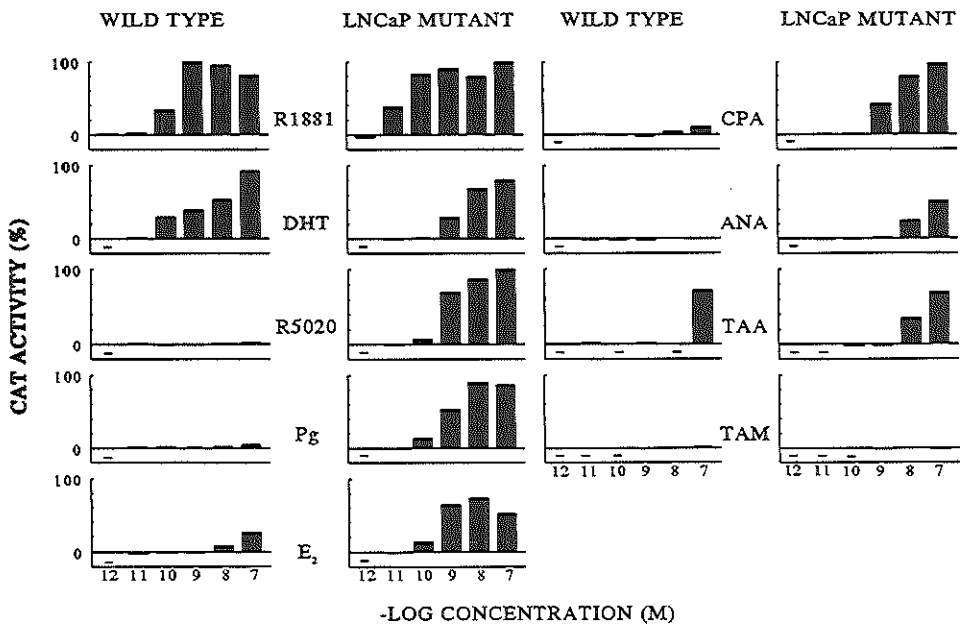 WILD TYPE LNCaP MUTANT WILD TYPE LNCaP MUTANT
100 R1881 CPA
0
100 DHT ANA
0
100 R5020 TAA
0
100 Pg TAM
0
12 11 10 9 8 7 12 11 10 9 8 7
100 E₂
0
12 11 10 9 8 7 12 11 10 9 8 7
CAT ACTIVITY (%)
-LOG CONCENTRATION (M)